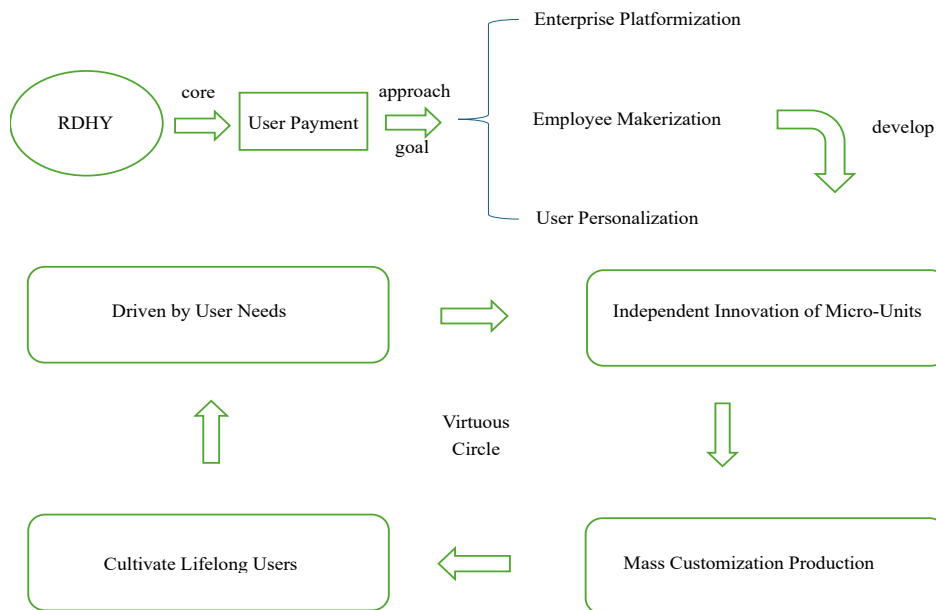 Enterprise Platformization
core
approach
RDHY
User Payment
Employee Makerization
develop
goal
User Personalization
Driven by User Needs
Independent Innovation of Micro-Units
Virtuous
Circle
Cultivate Lifelong Users
Mass Customization Production